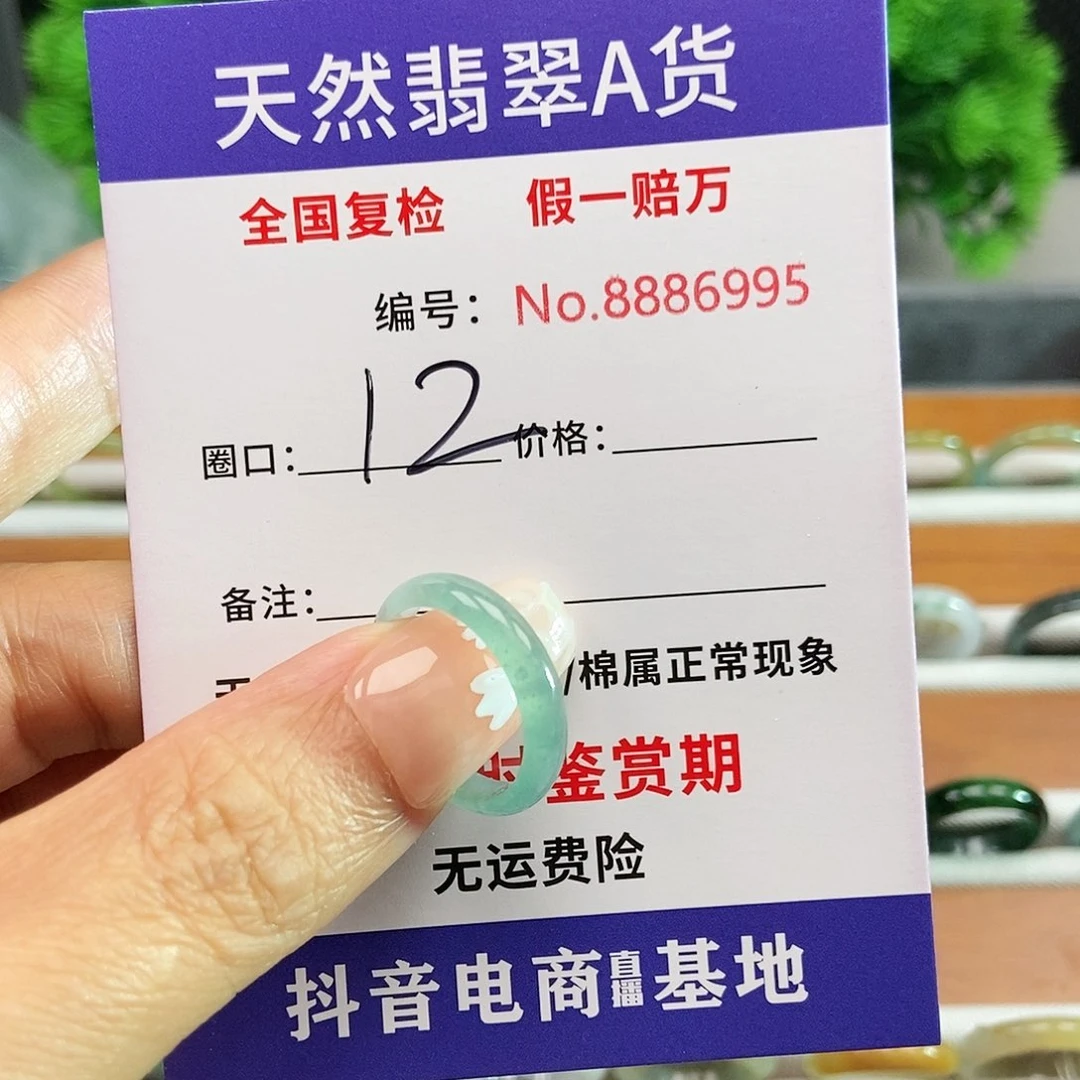 天然翡翠A货
全国复检 假一赔万
编号：No.8886995
圈口：12 价格：
备注：
/棉属正常现象
鉴赏期
无运费险
抖音电商直播基地